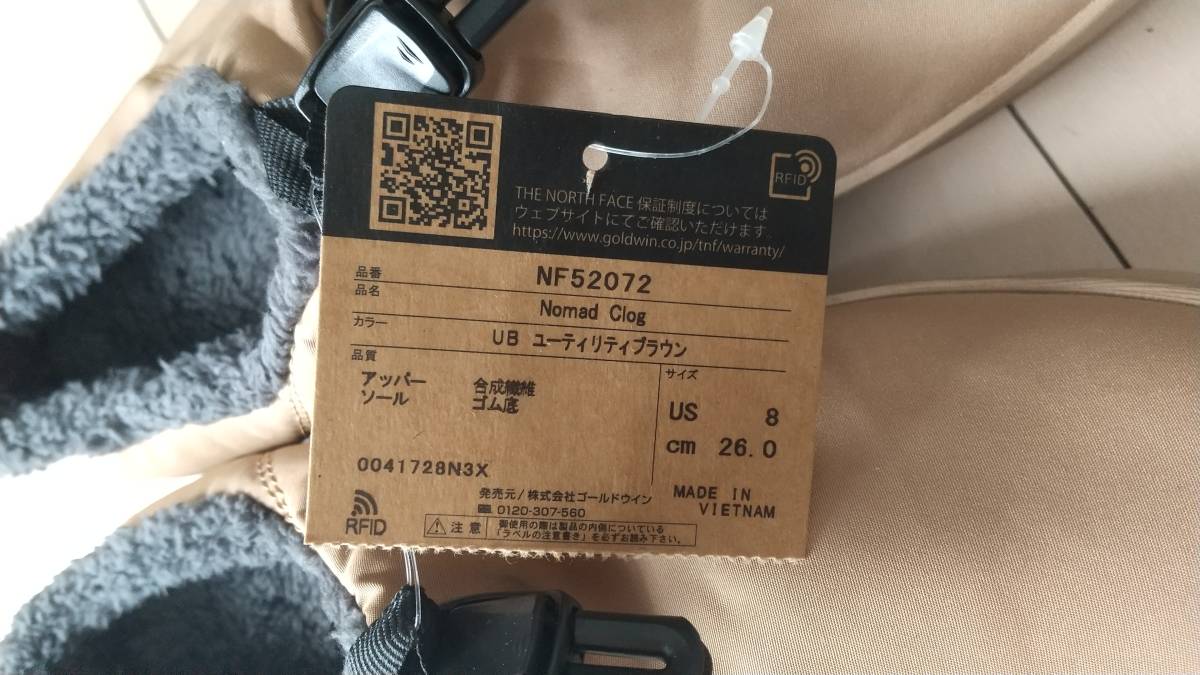 THE NORTH FACE 保証制度については
ウェブサイトにてご確認いただけます。
https://www.goldwin.co.jp/tnf/warranty/
RFID
品番 NF52072
品名 Nomad Clog
カラー UB ユーティリティブラウン
品質
アッパー 合成繊維
ソール ゴム底
サイズ
US 8
cm 26.0
0041728N3X
RFID
発売元/株式会社ゴールドウイン
0120-307-560
MADE IN
VIETNAM
注意 御使用の際は製品の内側についている
「ラベルの注意書き」を必ずお読み下さい。